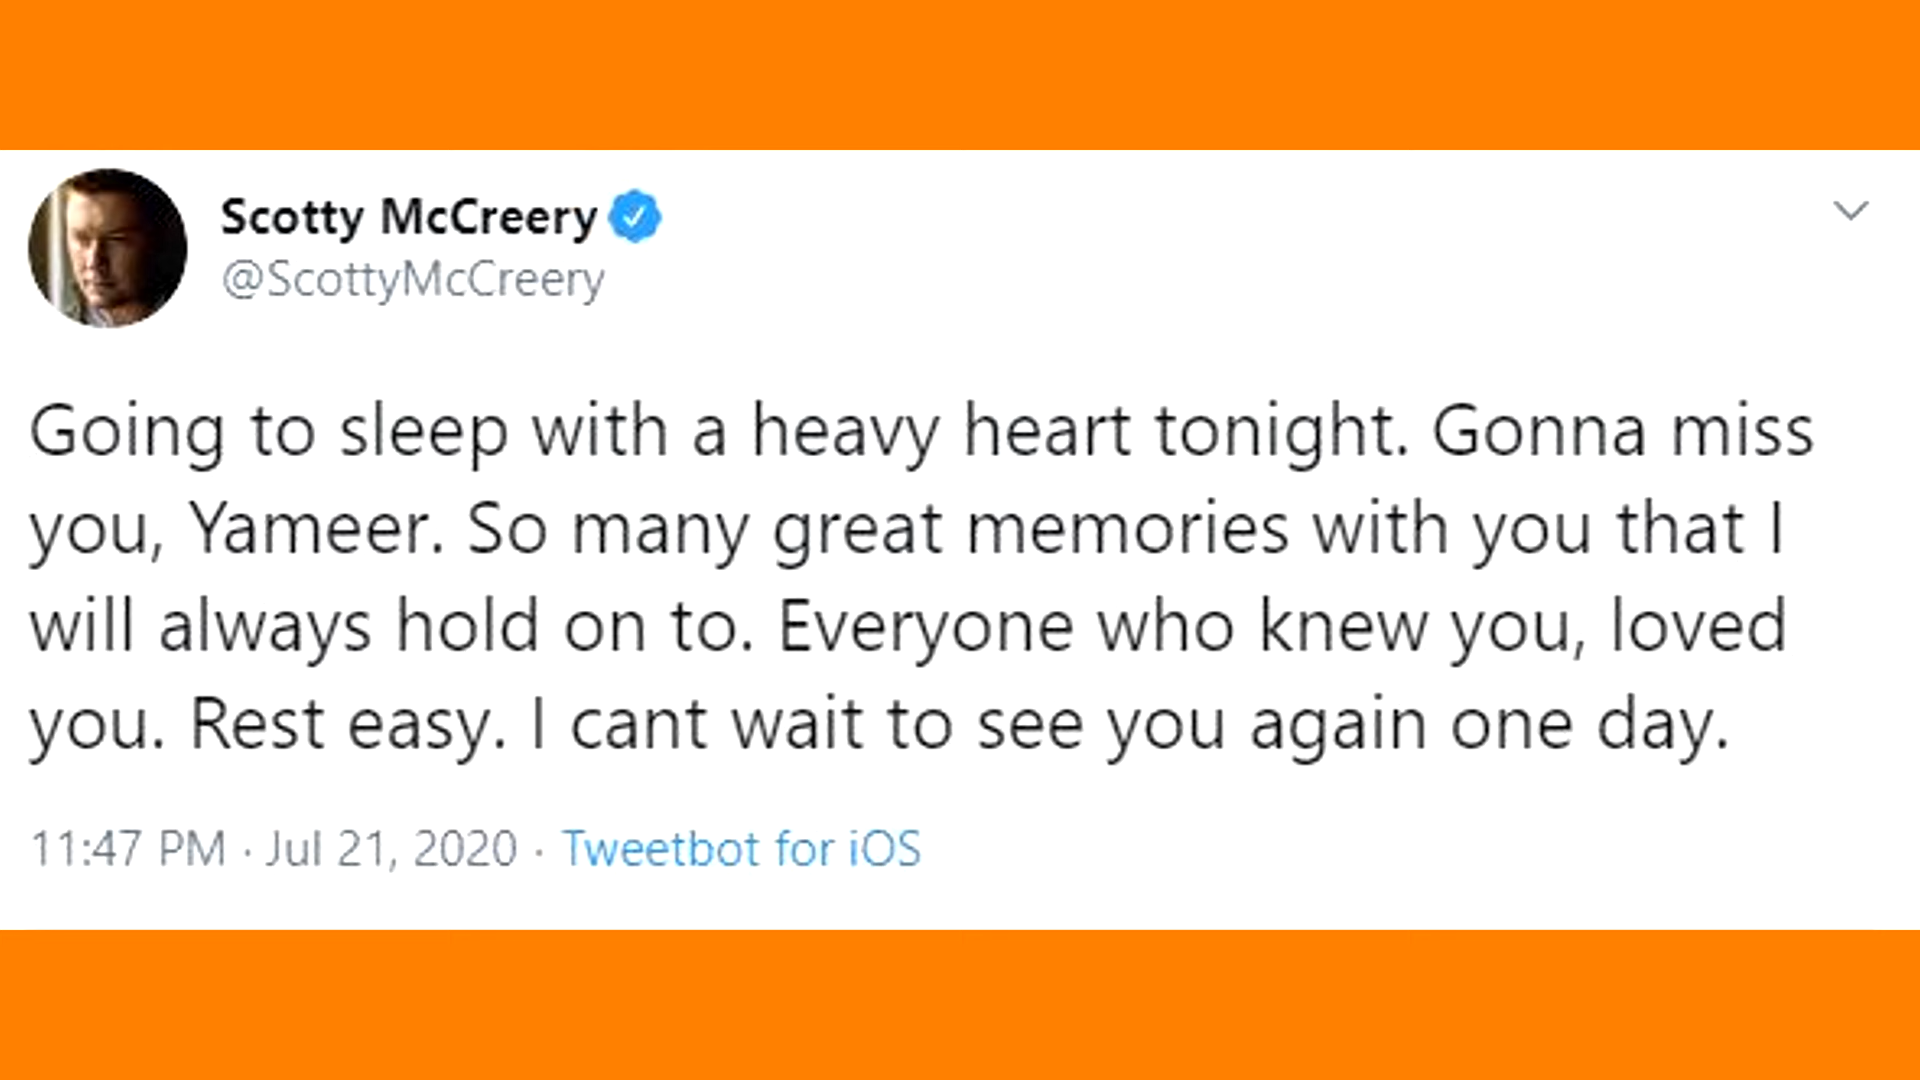 Scotty McCreery
@ScottyMcCreery
Going to sleep with a heavy heart tonight. Gonna miss
you, Yameer. So many great memories with you that I
will always hold on to. Everyone who knew you, loved
you. Rest easy. I cant wait to see you again one day.
11:47 PM · Jul 21, 2020 · Tweetbot for iOS